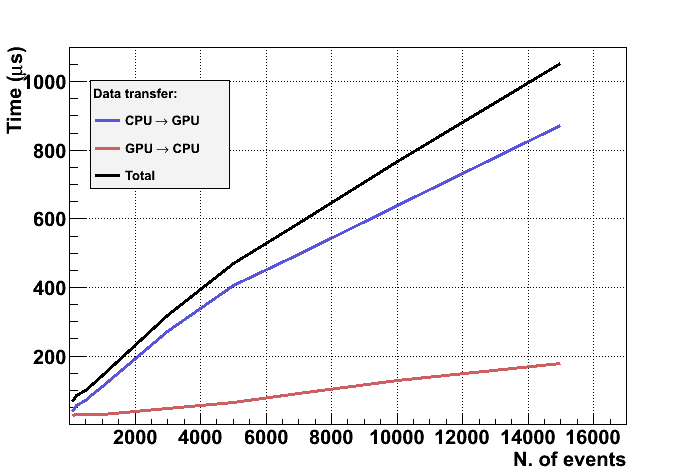 Time (μs)
1000
800
600
400
200
Data transfer:
CPU → GPU
GPU → CPU
Total
2000 4000 6000 8000 10000 12000 14000 16000
N. of events